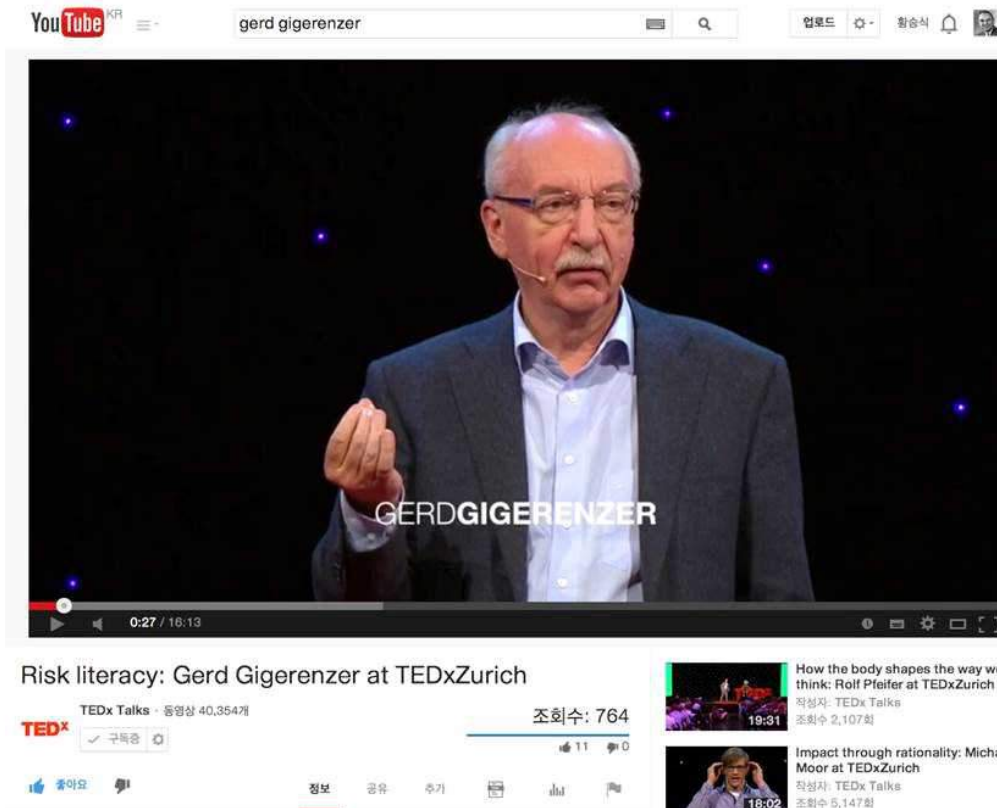 YouTube KR
gerd gigerenzer
업로드
황승식
GERDGIGERENZER
0:27 / 16:13
Risk literacy: Gerd Gigerenzer at TEDxZurich
TEDx
TEDx Talks · 동영상 40,354개
구독중
조회수: 764
11 0
좋아요
정보 공유 추가
How the body shapes the way we
think: Rolf Pfeifer at TEDxZurich
작성자: TEDx Talks
조회수 2,107회
19:31
Impact through rationality: Micha
Moor at TEDxZurich
작성자: TEDx Talks
조회수 5,147회
18:02